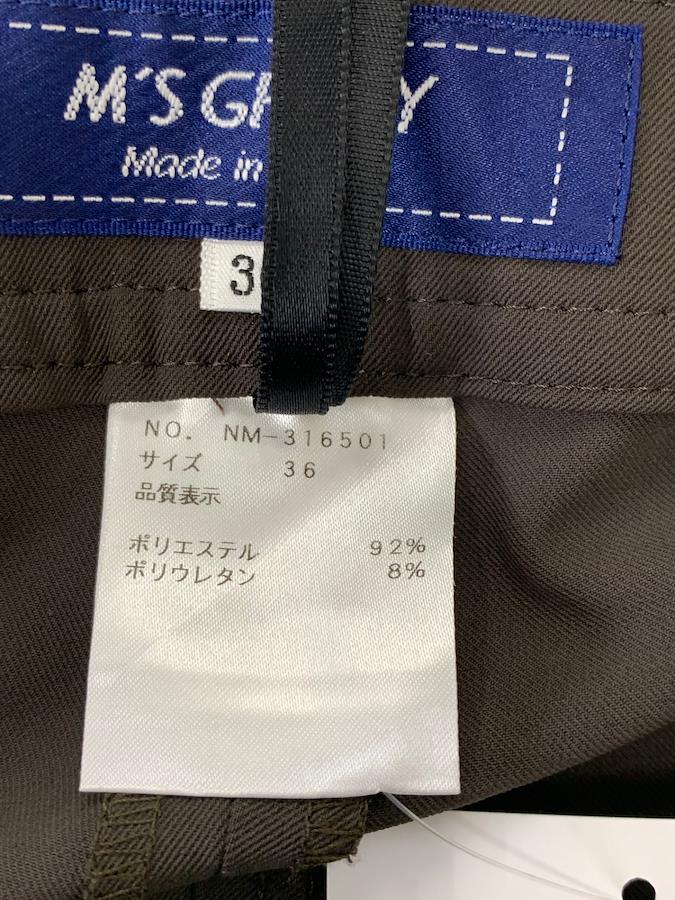 M'S G Y
Made in
3
NO. NM-316501
サイズ 36
品質表示
ポリエステル 92%
ポリウレタン 8%